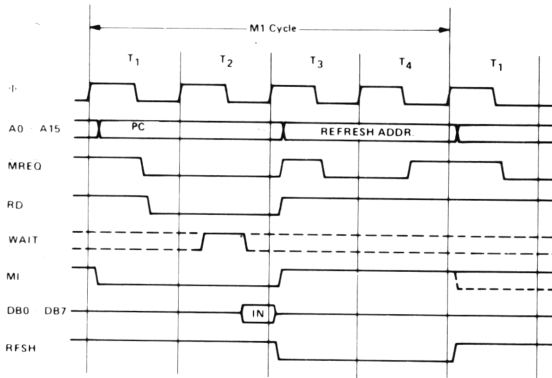 M1 Cycle
T1 T2 T3 T4 T1
Φ
A0 A15 PC REFRESH ADDR.
MREQ
RD
WAIT
MI
DB0 DB7 IN
RFSH